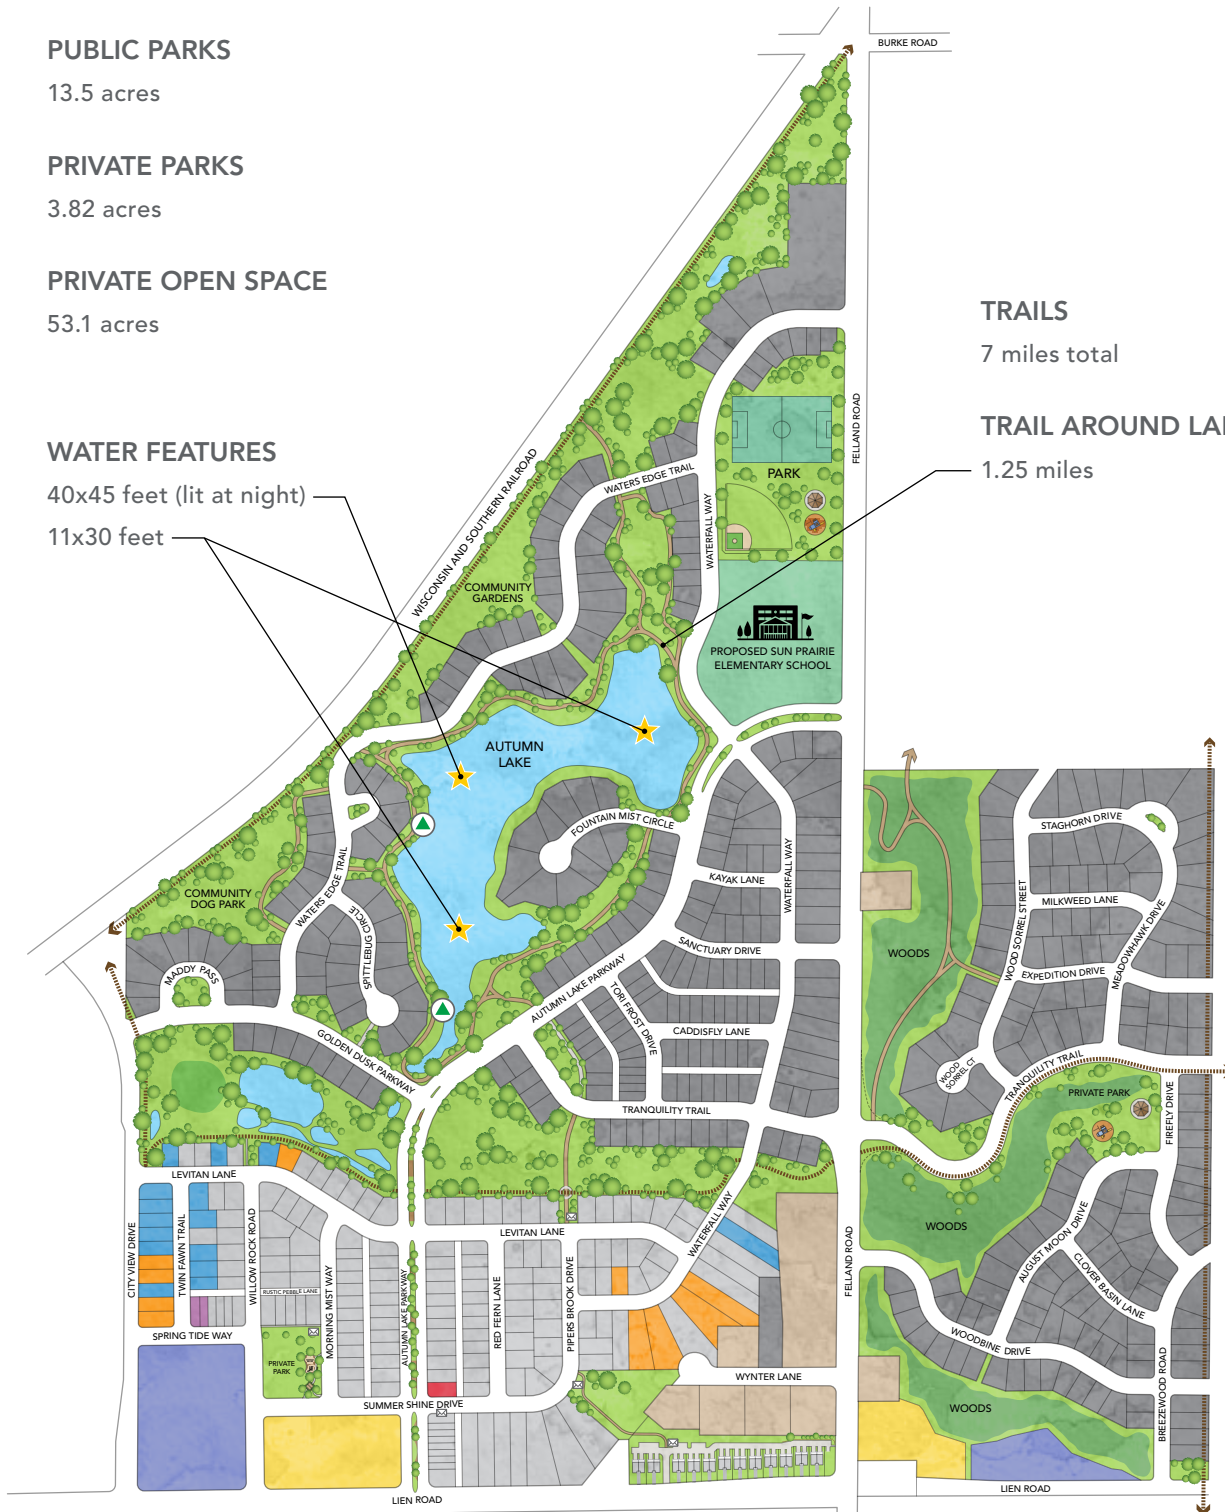 PUBLIC PARKS
13.5 acres
PRIVATE PARKS
3.82 acres
PRIVATE OPEN SPACE
53.1 acres
WATER FEATURES
40x45 feet (lit at night)
11x30 feet
TRAILS
7 miles total
TRAIL AROUND LA
1.25 miles
BURKE ROAD
FELLAND ROAD
WISCONSIN AND SOUTHERN RAILROAD
WATERS EDGE TRAIL
WATERFALL WAY
PARK
COMMUNITY
GARDENS
PROPOSED SUN PRAIRIE
ELEMENTARY SCHOOL
AUTUMN
LAKE
FOUNTAIN MIST CIRCLE
KAYAK LANE
WATERFALL WAY
SANCTUARY DRIVE
STAGHORN DRIVE
MILKWEED LANE
WOOD SORREL STREET
MEADOWHAWK DRIVE
EXPEDITION DRIVE
WOODS
COMMUNITY
DOG PARK
WATERS EDGE TRAIL
SPITTLEBUG CIRCLE
MADDY PASS
AUTUMN LAKE PARKWAY
TORI FROST DRIVE
CADDISFLY LANE
GOLDEN DUSK PARKWAY
TRANQUILITY TRAIL
WOOD
SORREL CT
TRANQUILITY TRAIL
PRIVATE PARK
FIREFLY DRIVE
LEVITAN LANE
LEVITAN LANE
WATERFALL WAY
WOODS
CITY VIEW DRIVE
TWIN FAWN TRAIL
WILLOW ROCK ROAD
RUSTIC PEBBLE LANE
MORNING MIST WAY
AUTUMN LAKE PARKWAY
RED FERN LANE
PIPERS BROOK DRIVE
FELLAND ROAD
AUGUST MOON DRIVE
CLOVER BASIN LANE
SPRING TIDE WAY
PRIVATE
PARK
WOODBINE DRIVE
BREEZEWOOD ROAD
WYNTER LANE
SUMMER SHINE DRIVE
WOODS
LIEN ROAD
LIEN ROAD